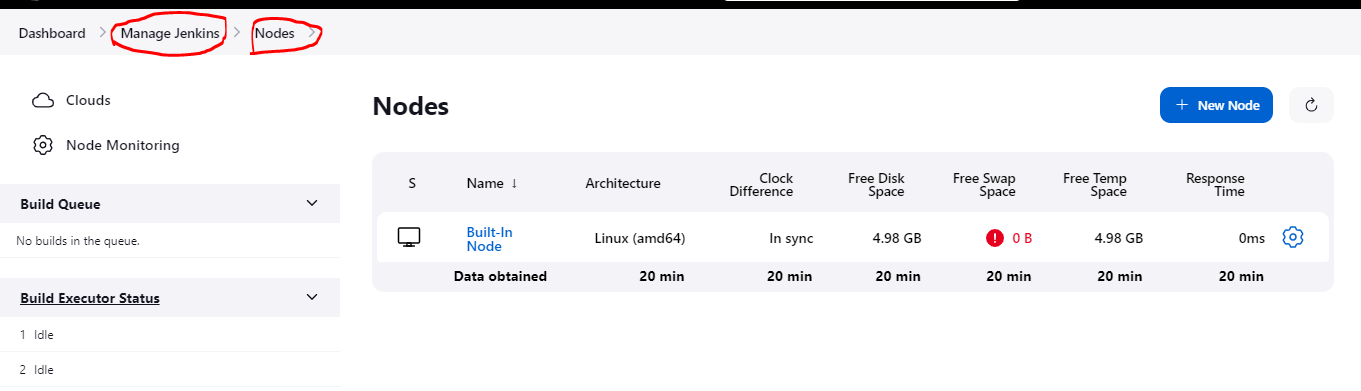 Dashboard > Manage Jenkins > Nodes >
Clouds
Node Monitoring
Build Queue
No builds in the queue.
Build Executor Status
1 Idle
2 Idle
Nodes
+ New Node
S Name ↓ Architecture Clock Difference Free Disk Space Free Swap Space Free Temp Space Response Time
Built-In Node Linux (amd64) In sync 4.98 GB ! 0 B 4.98 GB 0ms
Data obtained 20 min 20 min 20 min 20 min 20 min 20 min